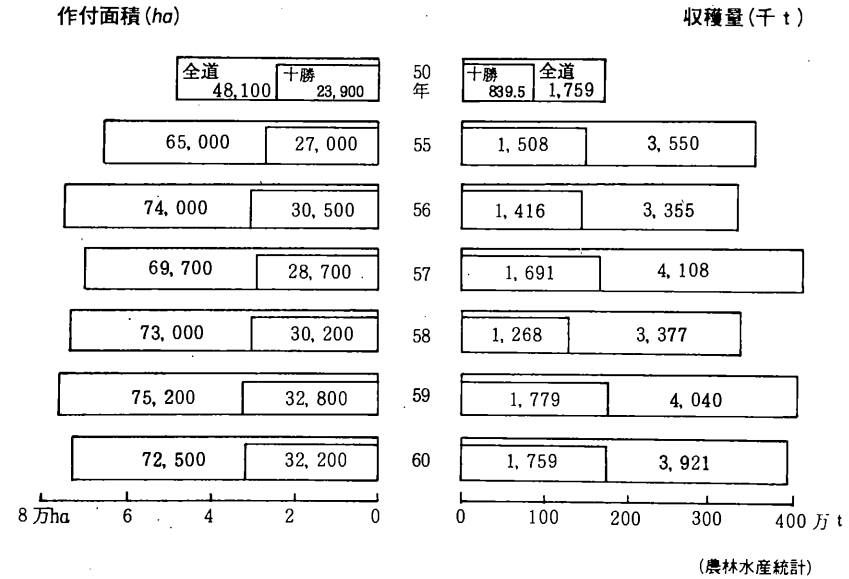 作付面積(ha) 収穫量(千t)
全道 十勝 50 十勝 全道
48,100 23,900 年 839.5 1,759
65,000 27,000 55 1,508 3,550
74,000 30,500 56 1,416 3,355
69,700 28,700 57 1,691 4,108
73,000 30,200 58 1,268 3,377
75,200 32,800 59 1,779 4,040
72,500 32,200 60 1,759 3,921
8万ha 6 4 2 0 0 100 200 300 400万t
(農林水産統計)